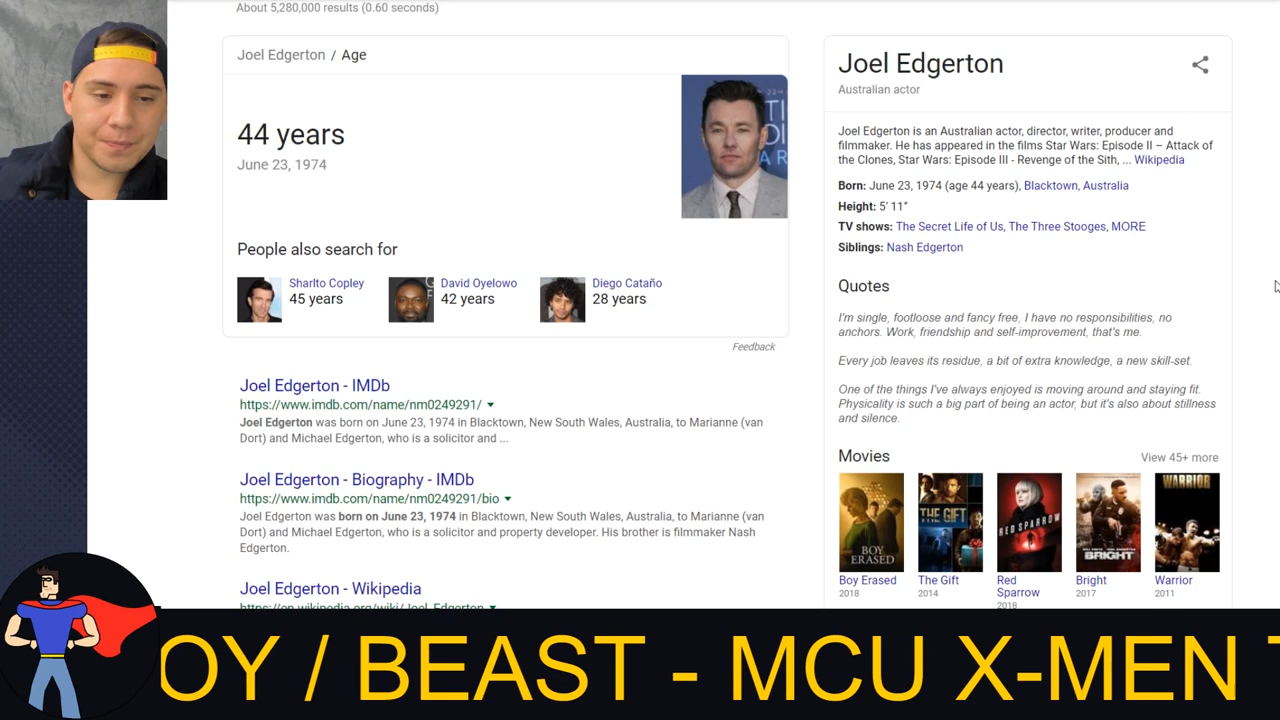 About 5,280,000 results (0.60 seconds)
Joel Edgerton / Age
44 years
June 23, 1974
People also search for
Sharlto Copley
45 years
David Oyelowo
42 years
Diego Cataño
28 years
Feedback
Joel Edgerton - IMDb
https://www.imdb.com/name/nm0249291/
Joel Edgerton was born on June 23, 1974 in Blacktown, New South Wales, Australia, to Marianne (van
Dort) and Michael Edgerton, who is a solicitor and ...
Joel Edgerton - Biography - IMDb
https://www.imdb.com/name/nm0249291/bio
Joel Edgerton was born on June 23, 1974 in Blacktown, New South Wales, Australia, to Marianne (van
Dort) and Michael Edgerton, who is a solicitor and property developer. His brother is filmmaker Nash
Edgerton.
Joel Edgerton - Wikipedia
https://en.wikipedia.org/wiki/Joel_Edgerton
Joel Edgerton
Australian actor
Joel Edgerton is an Australian actor, director, writer, producer and
filmmaker. He has appeared in the films Star Wars: Episode II – Attack of
the Clones, Star Wars: Episode III - Revenge of the Sith, ... Wikipedia
Born: June 23, 1974 (age 44 years), Blacktown, Australia
Height: 5' 11"
TV shows: The Secret Life of Us, The Three Stooges, MORE
Siblings: Nash Edgerton
Quotes
I'm single, footloose and fancy free, I have no responsibilities, no
anchors. Work, friendship and self-improvement, that's me.
Every job leaves its residue, a bit of extra knowledge, a new skill-set.
One of the things I've always enjoyed is moving around and staying fit.
Physicality is such a big part of being an actor, but it's also about stillness
and silence.
Movies
View 45+ more
BOY
ERASED
THE GIFT
RED SPARROW
BRIGHT
WARRIOR
Boy Erased
2018
The Gift
2014
Red
Sparrow
2018
Bright
2017
Warrior
2011
OY / BEAST - MCU X-MEN